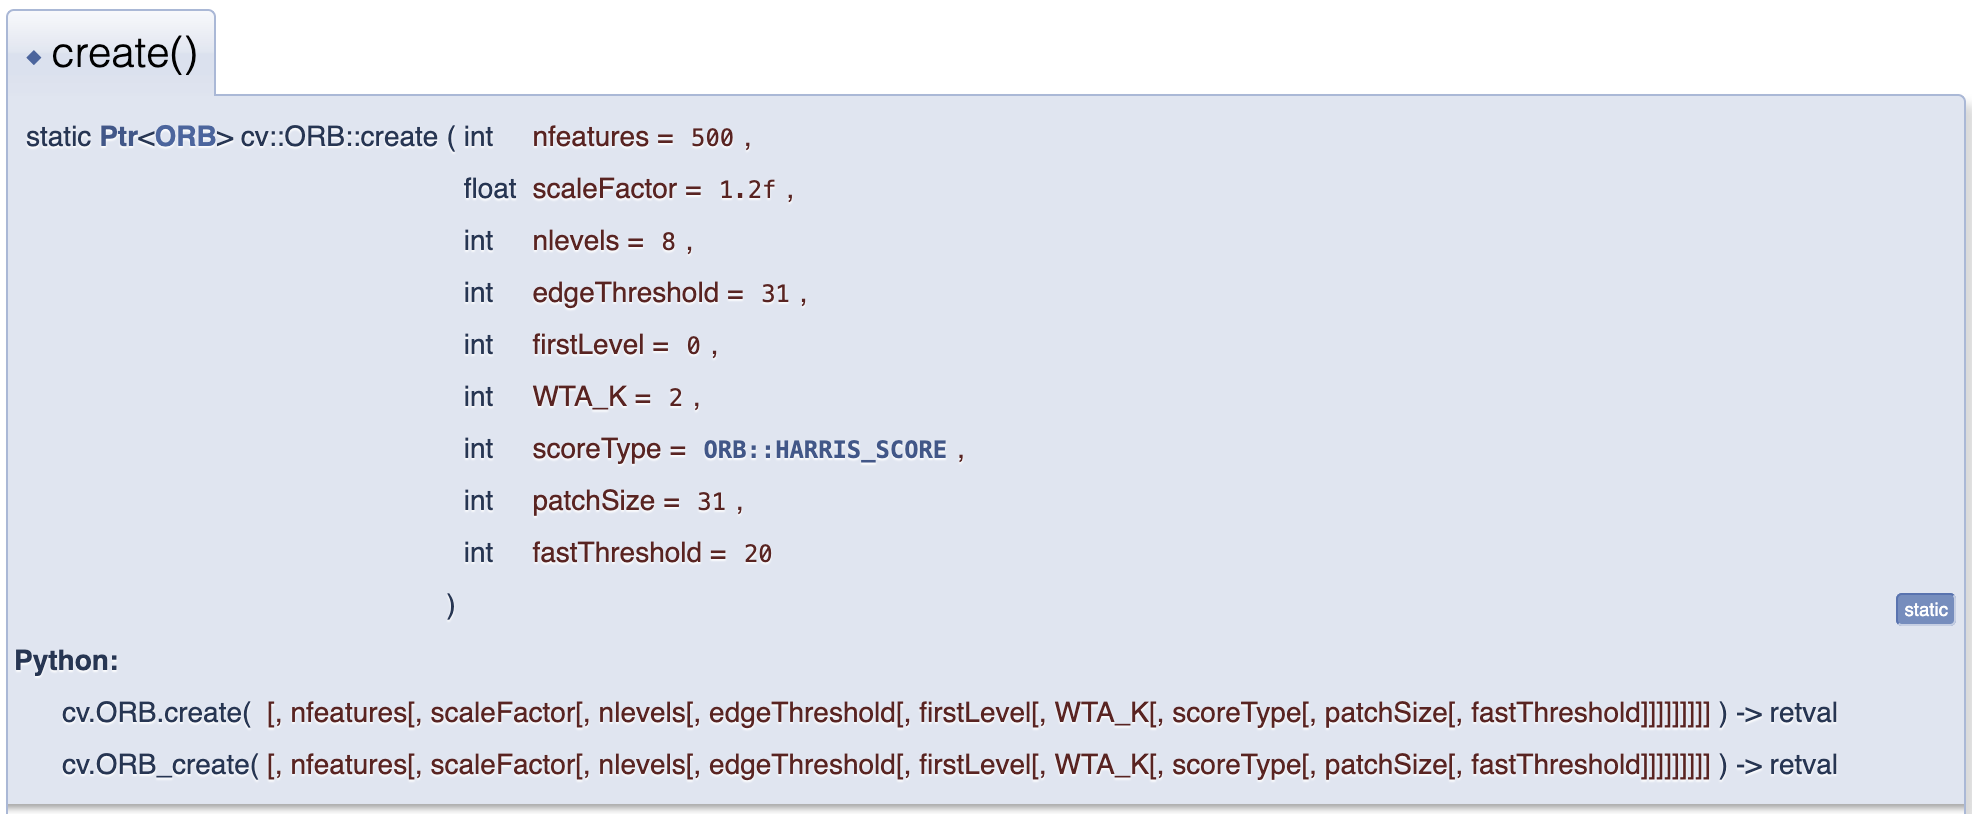 ◆ create()
static Ptr<ORB> cv::ORB::create ( int nfeatures = 500 ,
float scaleFactor = 1.2f ,
int nlevels = 8 ,
int edgeThreshold = 31 ,
int firstLevel = 0 ,
int WTA_K = 2 ,
int scoreType = ORB::HARRIS_SCORE ,
int patchSize = 31 ,
int fastThreshold = 20
)
static
Python:
cv.ORB.create( [, nfeatures[, scaleFactor[, nlevels[, edgeThreshold[, firstLevel[, WTA_K[, scoreType[, patchSize[, fastThreshold]]]]]]]]] ) -> retval
cv.ORB_create( [, nfeatures[, scaleFactor[, nlevels[, edgeThreshold[, firstLevel[, WTA_K[, scoreType[, patchSize[, fastThreshold]]]]]]]]] ) -> retval